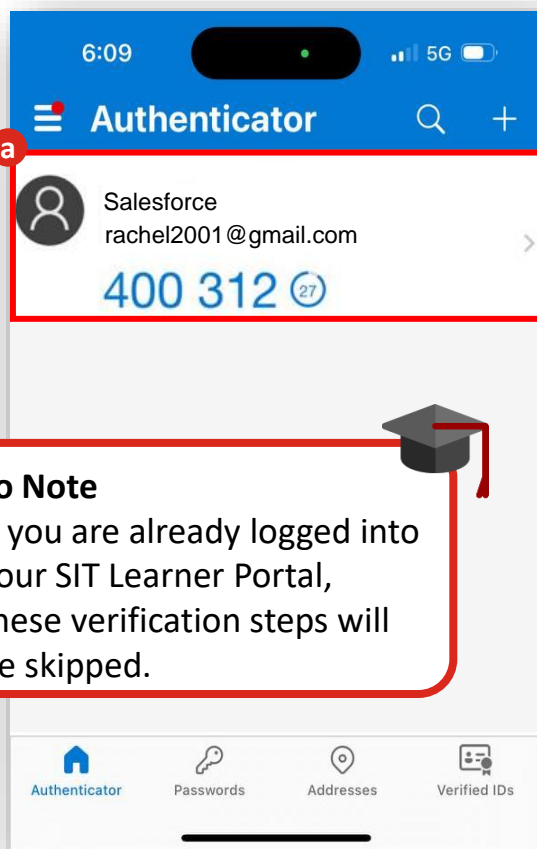 6:09 5G
Authenticator
a
Salesforce
rachel2001@gmail.com
400 312 27
o Note
you are already logged into
our SIT Learner Portal,
hese verification steps will
e skipped.
Authenticator Passwords Addresses Verified IDs